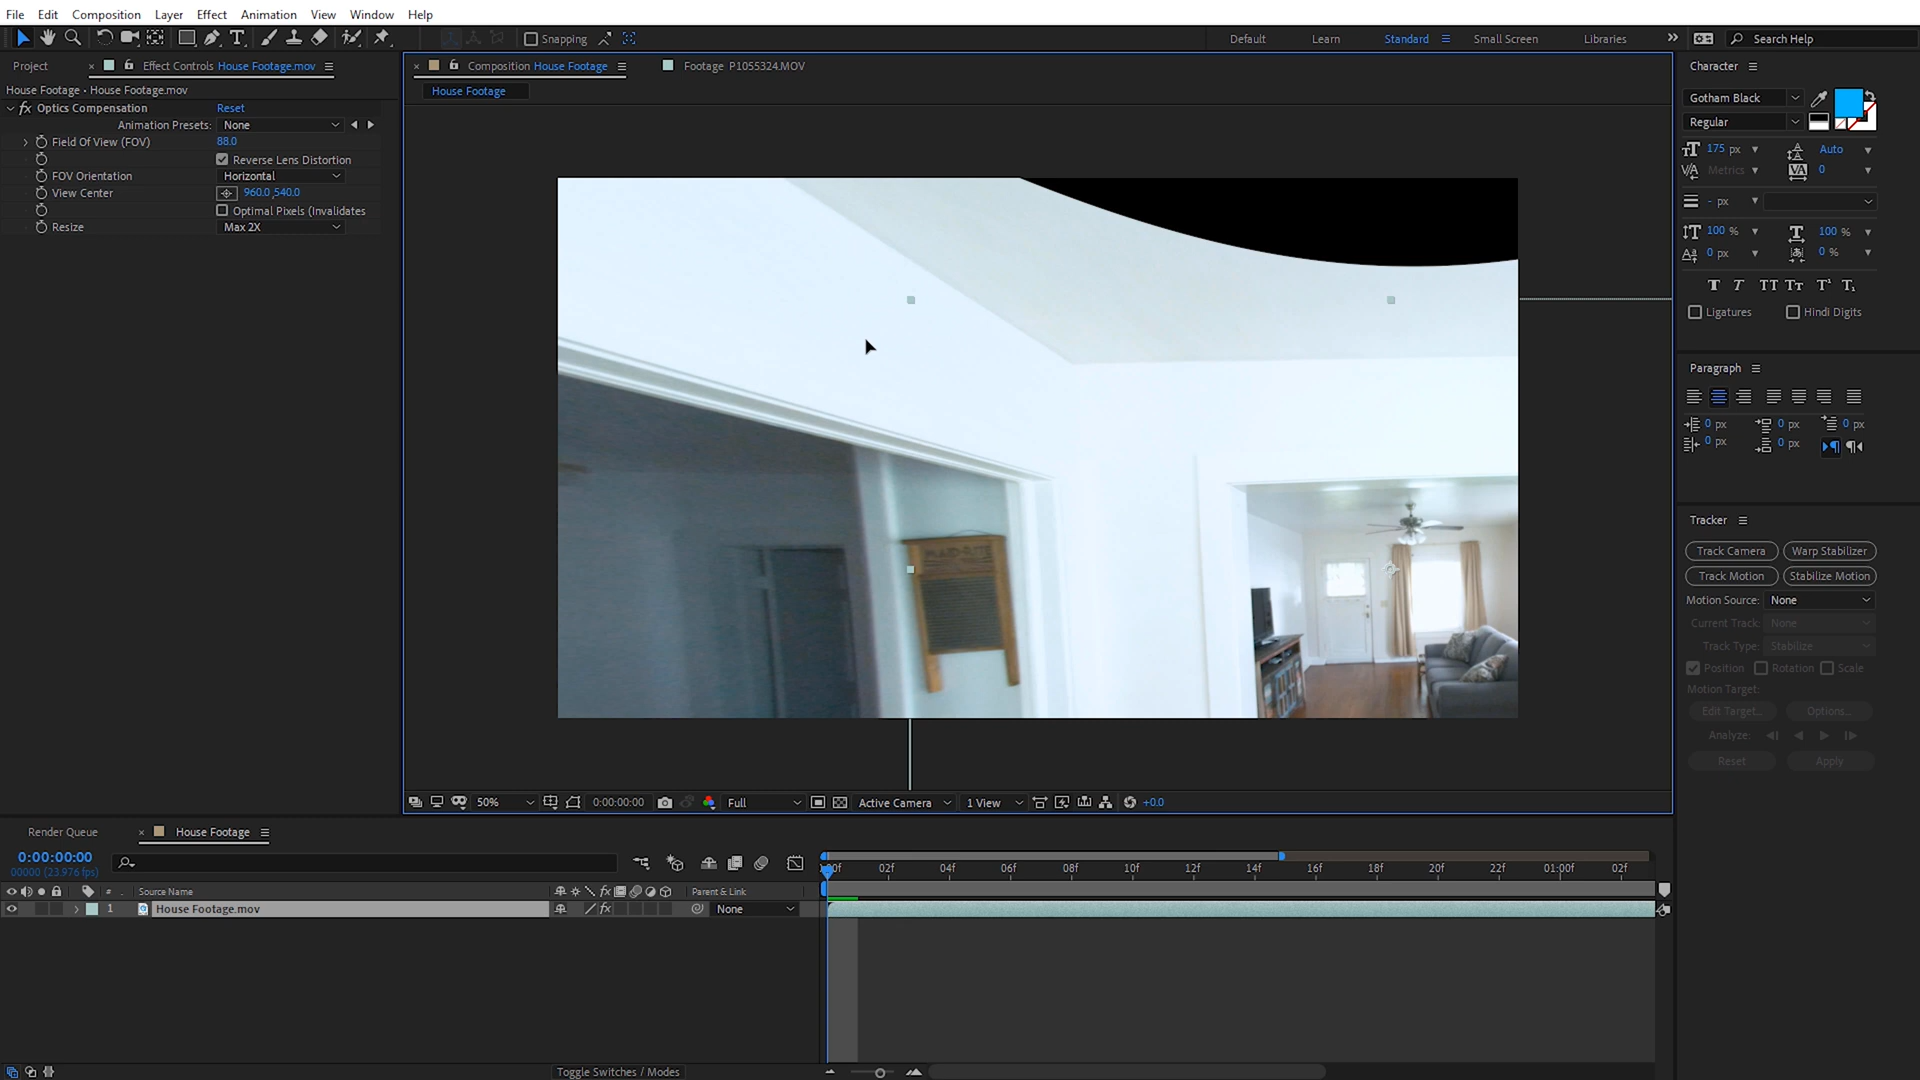 File Edit Composition Layer Effect Animation View Window Help
Snapping
Default Learn Standard Small Screen Libraries Search Help
Project Effect Controls House Footage.mov
House Footage • House Footage.mov
fx Optics Compensation Reset
Animation Presets: None
Field Of View (FOV) 88.0
Reverse Lens Distortion
FOV Orientation Horizontal
View Center 960.0,540.0
Optimal Pixels (Invalidates
Resize Max 2X
Composition House Footage Footage P1055324.MOV
House Footage
50% 0:00:00:00 Full Active Camera 1 View +0.0
Character
Gotham Black
Regular
175 px Auto
Metrics 0
- px
100 % 100 %
0 px 0 %
Ligatures Hindi Digits
Paragraph
0 px 0 px 0 px
0 px 0 px
Tracker
Track Camera Warp Stabilizer
Track Motion Stabilize Motion
Motion Source: None
Current Track: None
Track Type: Stabilize
Position Rotation Scale
Motion Target:
Edit Target... Options...
Analyze:
Reset Apply
Render Queue House Footage
0:00:00:00
00000 (23.976 fps)
# Source Name fx Parent & Link
1 House Footage.mov fx None
02f 04f 06f 08f 10f 12f 14f 16f 18f 20f 22f 01:00f 02f
Toggle Switches / Modes